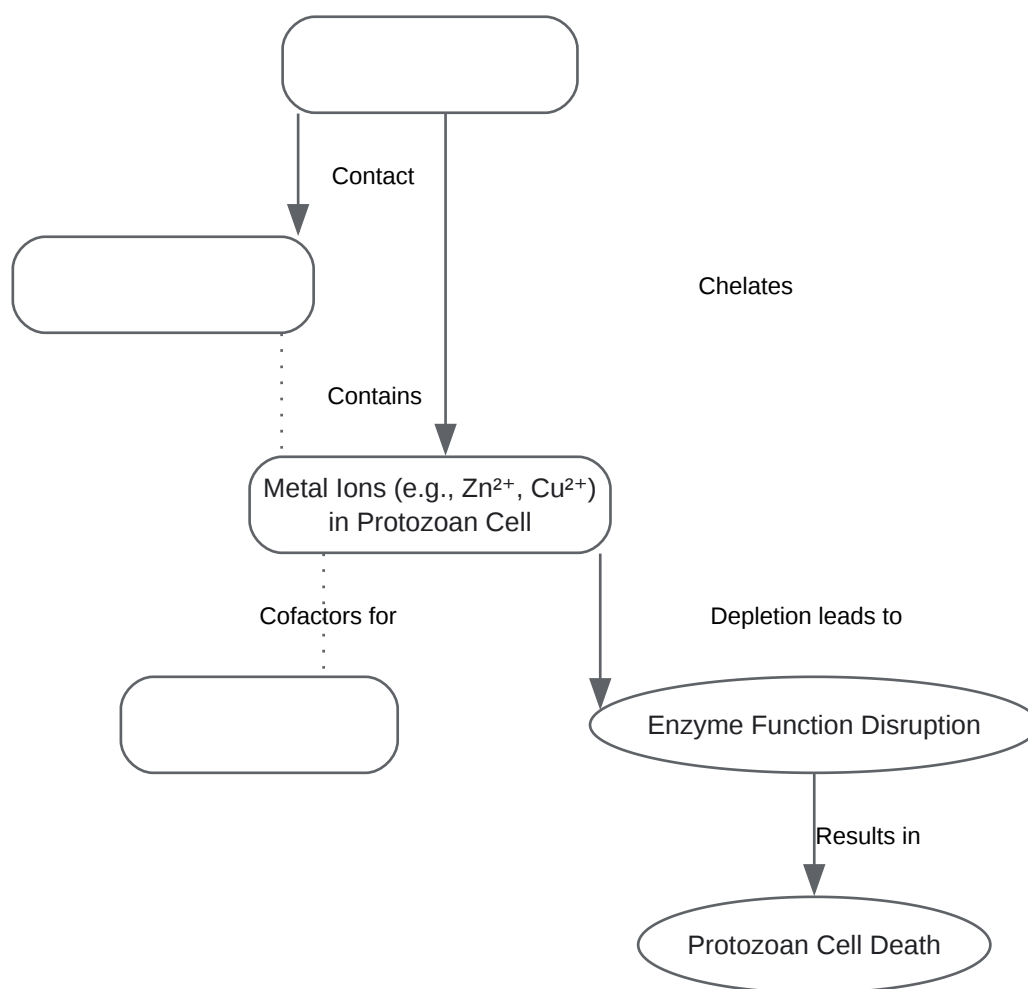 Contact
Chelates
Contains
Metal Ions (e.g., Zn²⁺, Cu²⁺)
in Protozoan Cell
Cofactors for
Depletion leads to
Enzyme Function Disruption
Results in
Protozoan Cell Death